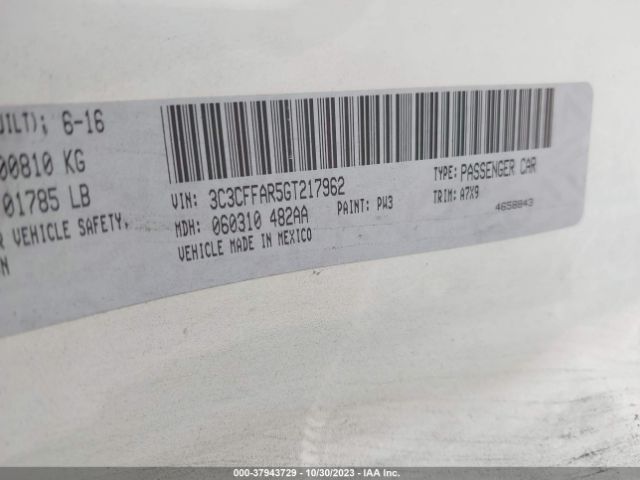 UILT); 6-16
00810 KG
01785 LB
R VEHICLE SAFETY,
N
VIN: 3C3CFFAR5GT217962
TYPE: PASSENGER CAR
MDH: 060310 482AA
PAINT: PW3
TRIM: A7X9
VEHICLE MADE IN MEXICO
4658843
000-37943729 - 10/30/2023 - IAA Inc.